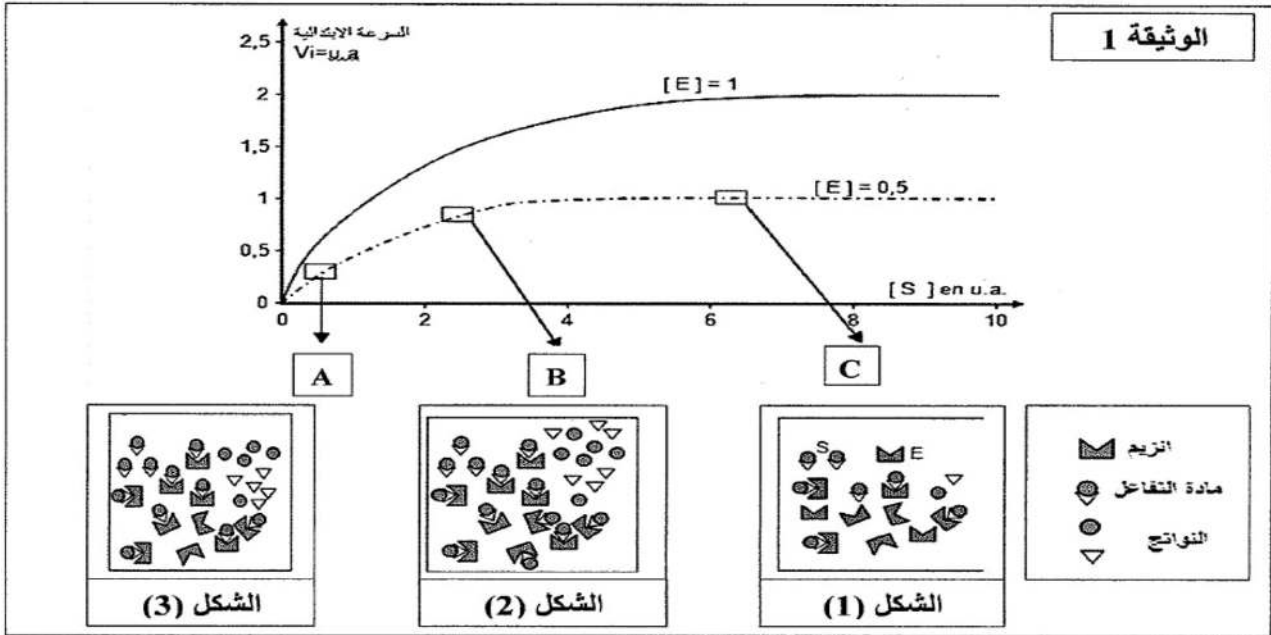 الوثيقة 1
السرعة الابتدائية
Vi=u.a
2,5
2
1,5
1
0,5
0
[ E ] = 1
[ E ] = 0,5
[ S ] en u.a.
0 2 4 6 8 10
A B C
S E
انزيم
مادة التفاعل
النواتج
الشكل (1)
الشكل (2)
الشكل (3)